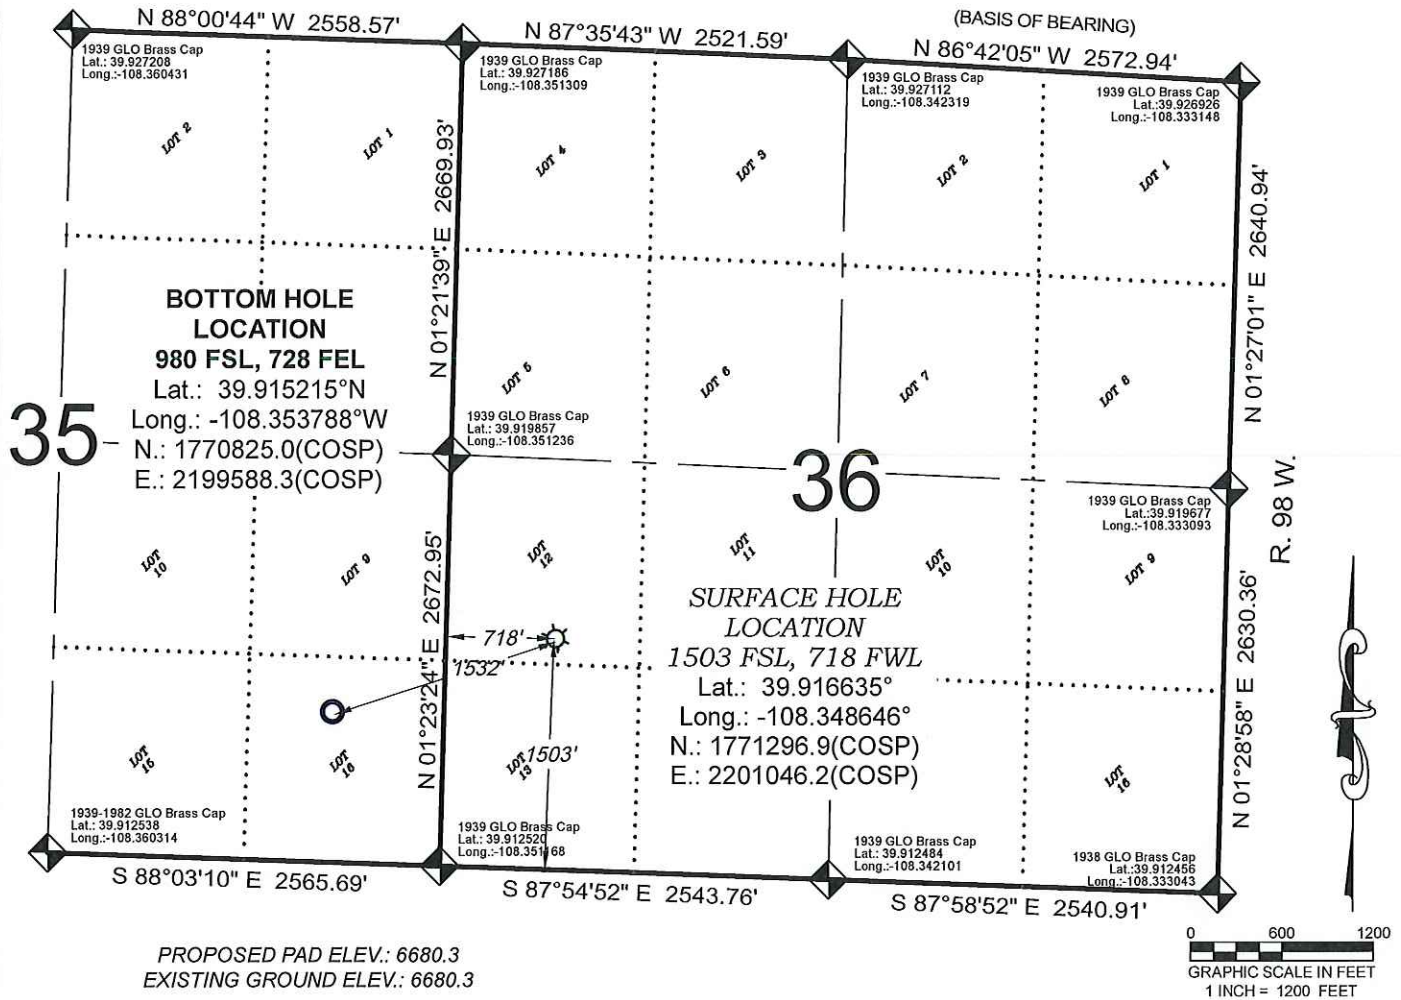 N 88°00'44" W 2558.57'
N 87°35'43" W 2521.59'
(BASIS OF BEARING)
N 86°42'05" W 2572.94'
1939 GLO Brass Cap
Lat.: 39.927208
Long.:-108.360431
1939 GLO Brass Cap
Lat.: 39.927186
Long.:-108.351309
1939 GLO Brass Cap
Lat.: 39.927112
Long.:-108.342319
1939 GLO Brass Cap
Lat.:39.926926
Long.:-108.333148
LOT 2
LOT 1
LOT 4
LOT 3
LOT 2
LOT 1
N 01°21'39" E 2669.93'
N 01°27'01" E 2640.94'
BOTTOM HOLE
LOCATION
980 FSL, 728 FEL
Lat.: 39.915215°N
Long.: -108.353788°W
N.: 1770825.0(COSP)
E.: 2199588.3(COSP)
35
LOT 5
LOT 6
LOT 7
LOT 8
1939 GLO Brass Cap
Lat.: 39.919857
Long.:-108.351236
36
1939 GLO Brass Cap
Lat.:39.919677
Long.:-108.333093
R. 98 W.
LOT
10
LOT 9
LOT
12
LOT
11
LOT
10
LOT 9
N 01°23'24" E 2672.95'
N 01°28'58" E 2630.36'
718'
1532'
1503'
SURFACE HOLE
LOCATION
1503 FSL, 718 FWL
Lat.: 39.916635°
Long.: -108.348646°
N.: 1771296.9(COSP)
E.: 2201046.2(COSP)
LOT
15
LOT
16
LOT
13
LOT
16
1939-1982 GLO Brass Cap
Lat.: 39.912538
Long.:-108.360314
1939 GLO Brass Cap
Lat.: 39.912520
Long.:-108.351168
1939 GLO Brass Cap
Lat.: 39.912484
Long.:-108.342101
1938 GLO Brass Cap
Lat.:39.912456
Long.:-108.333043
S 88°03'10" E 2565.69'
S 87°54'52" E 2543.76'
S 87°58'52" E 2540.91'
PROPOSED PAD ELEV.: 6680.3
EXISTING GROUND ELEV.: 6680.3
0 600 1200
GRAPHIC SCALE IN FEET
1 INCH = 1200 FEET